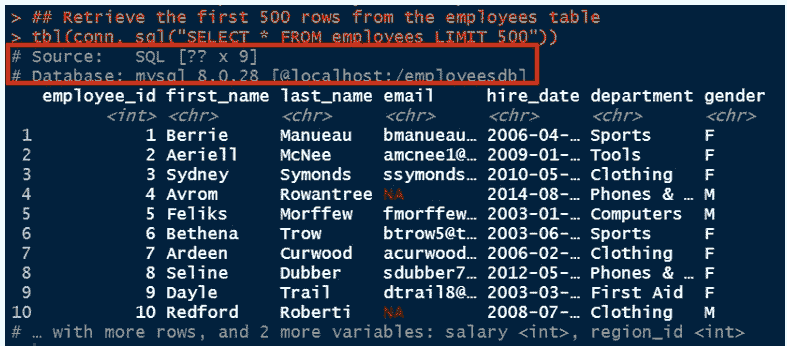 > ## Retrieve the first 500 rows from the employees table
> tbl(conn, sql("SELECT * FROM employees LIMIT 500"))
# Source:   SQL [?? x 9]
# Database: mysql 8.0.28 [@localhost:/employeesdb]
   employee_id first_name last_name email     hire_date department gender
         <int> <chr>      <chr>     <chr>     <chr>     <chr>      <chr>
 1           1 Berrie     Manueau   bmanueau… 2006-04-… Sports     F
 2           2 Aeriell    McNee     amcnee1@… 2009-01-… Tools      F
 3           3 Sydney     Symonds   ssymonds… 2010-05-… Clothing   F
 4           4 Avrom      Rowantree NA        2014-08-… Phones & … M
 5           5 Feliks     Morffew   fmorffew… 2003-01-… Computers  M
 6           6 Bethena    Trow      btrow5@t… 2003-06-… Sports     F
 7           7 Ardeen     Curwood   acurwood… 2006-02-… Clothing   F
 8           8 Seline     Dubber    sdubber7… 2012-05-… Phones & … F
 9           9 Dayle      Trail     dtrail8@… 2003-03-… First Aid  F
10          10 Redford    Roberti   NA        2008-07-… Clothing   M
# … with more rows, and 2 more variables: salary <int>, region_id <int>